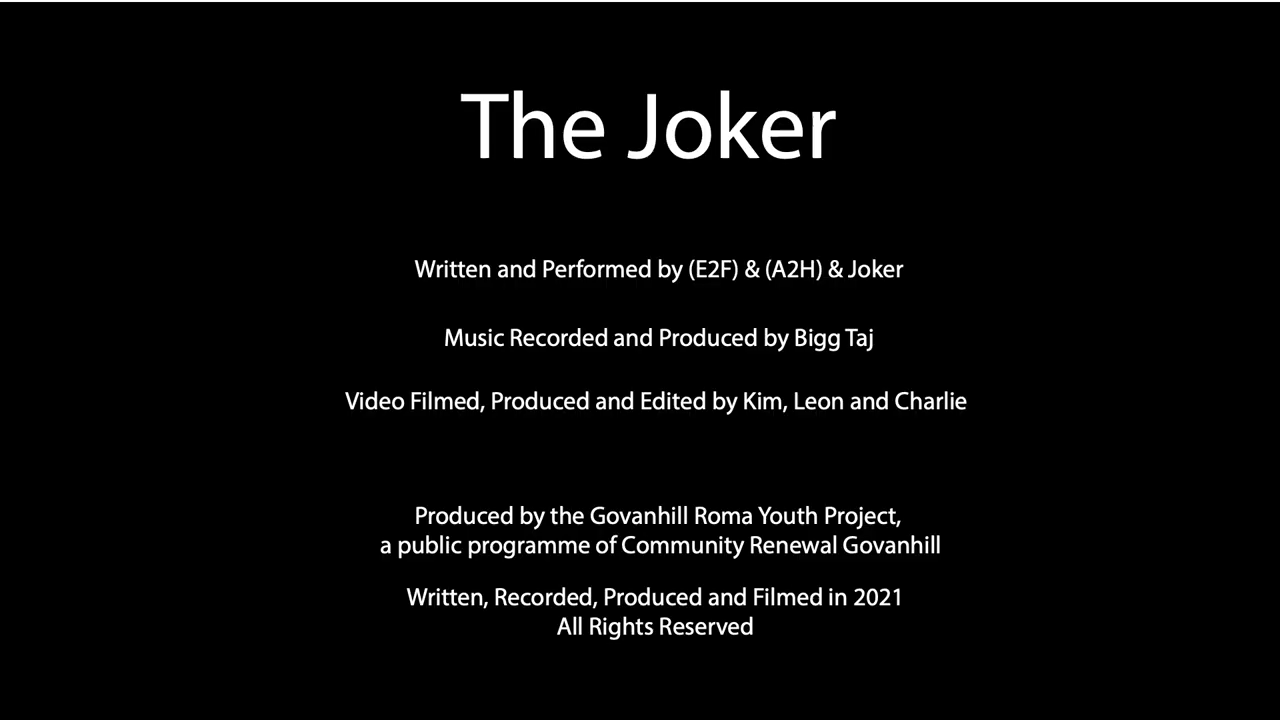 The Joker
Written and Performed by (E2F) & (A2H) & Joker
Music Recorded and Produced by Bigg Taj
Video Filmed, Produced and Edited by Kim, Leon and Charlie
Produced by the Govanhill Roma Youth Project,
a public programme of Community Renewal Govanhill
Written, Recorded, Produced and Filmed in 2021
All Rights Reserved